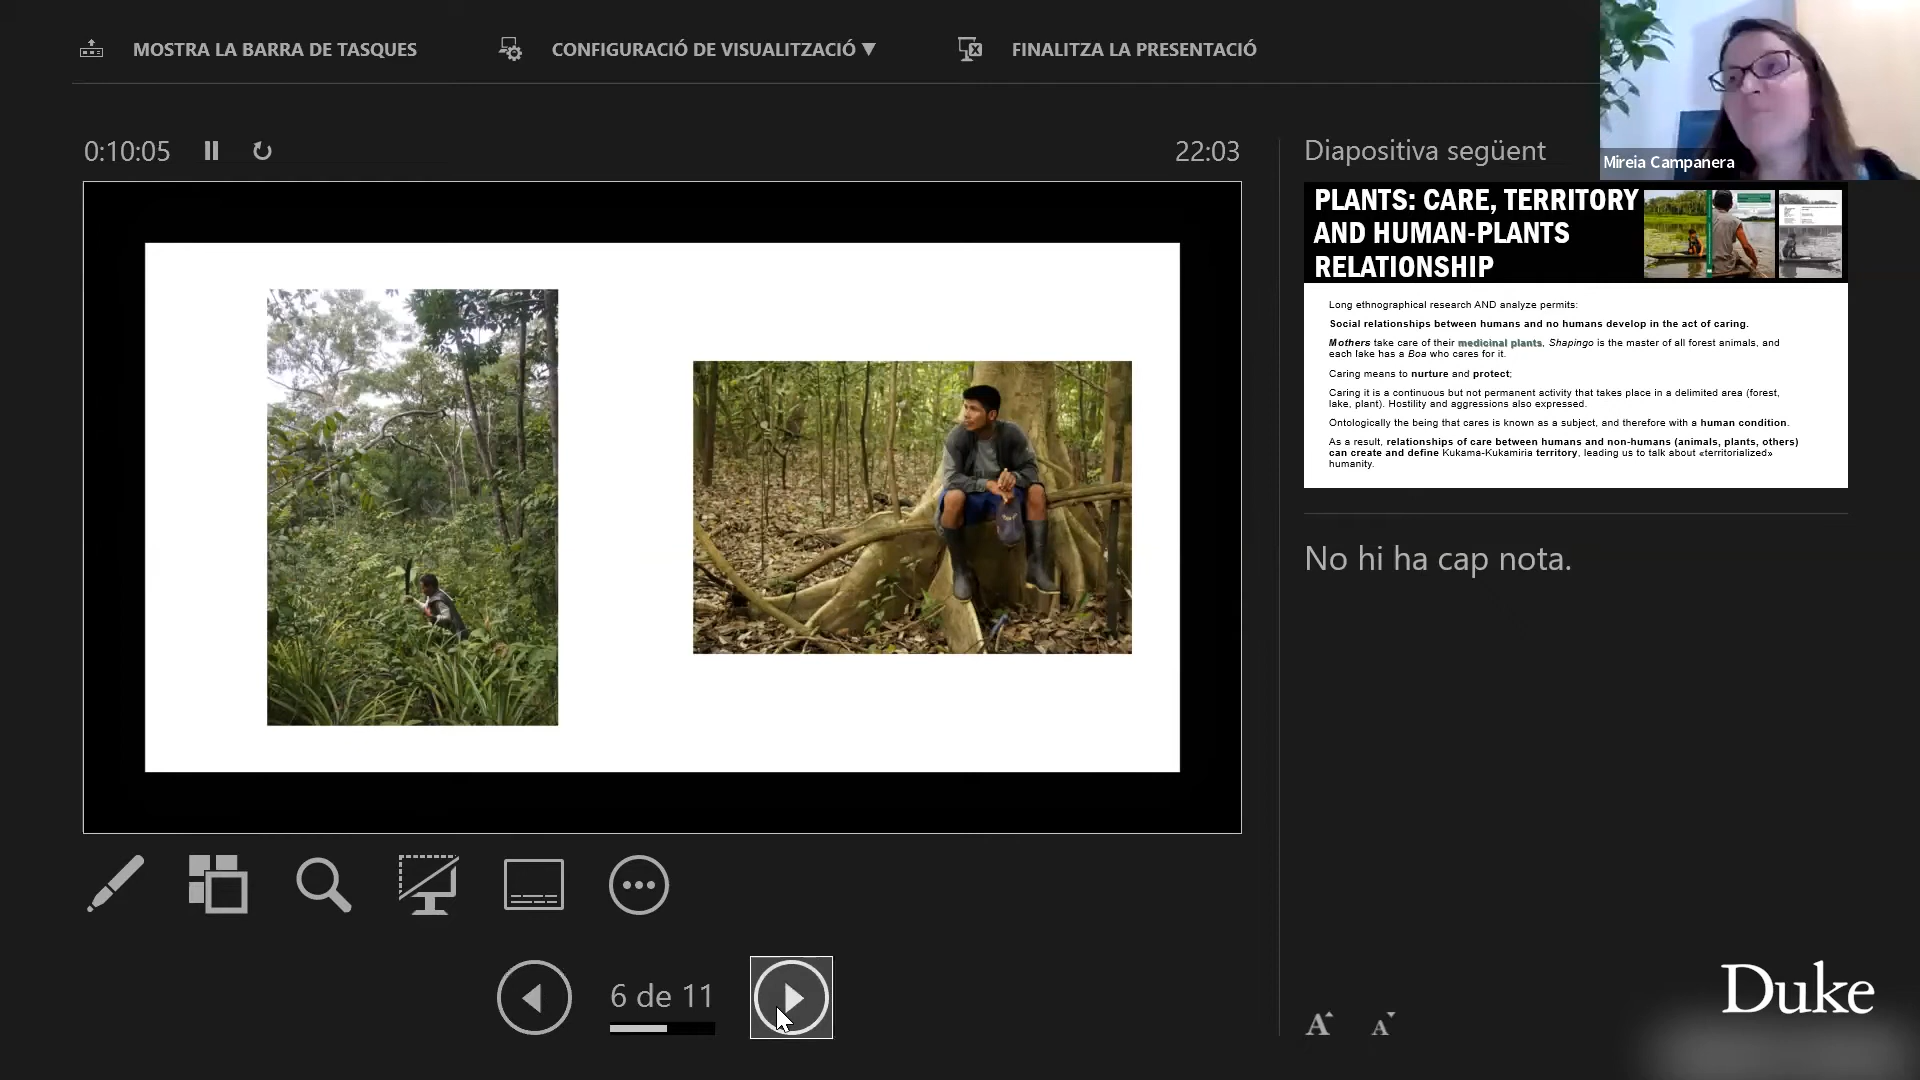 MOSTRA LA BARRA DE TASQUES
CONFIGURACIÓ DE VISUALITZACIÓ ▼
FINALITZA LA PRESENTACIÓ
Mireia Campanera
0:10:05
22:03
Diapositiva següent
PLANTS: CARE, TERRITORY
AND HUMAN-PLANTS
RELATIONSHIP
Long ethnographical research AND analyze permits:
Social relationships between humans and no humans develop in the act of caring.
Mothers take care of their medicinal plants, Shapingo is the master of all forest animals, and
each lake has a Boa who cares for it.
Caring means to nurture and protect;
Caring it is a continuous but not permanent activity that takes place in a delimited area (forest,
lake, plant). Hostility and aggressions also expressed.
Ontologically the being that cares is known as a subject, and therefore with a human condition.
As a result, relationships of care between humans and non-humans (animals, plants, others)
can create and define Kukama-Kukamiria territory, leading us to talk about «territorialized»
humanity.
No hi ha cap nota.
6 de 11
A A
Duke